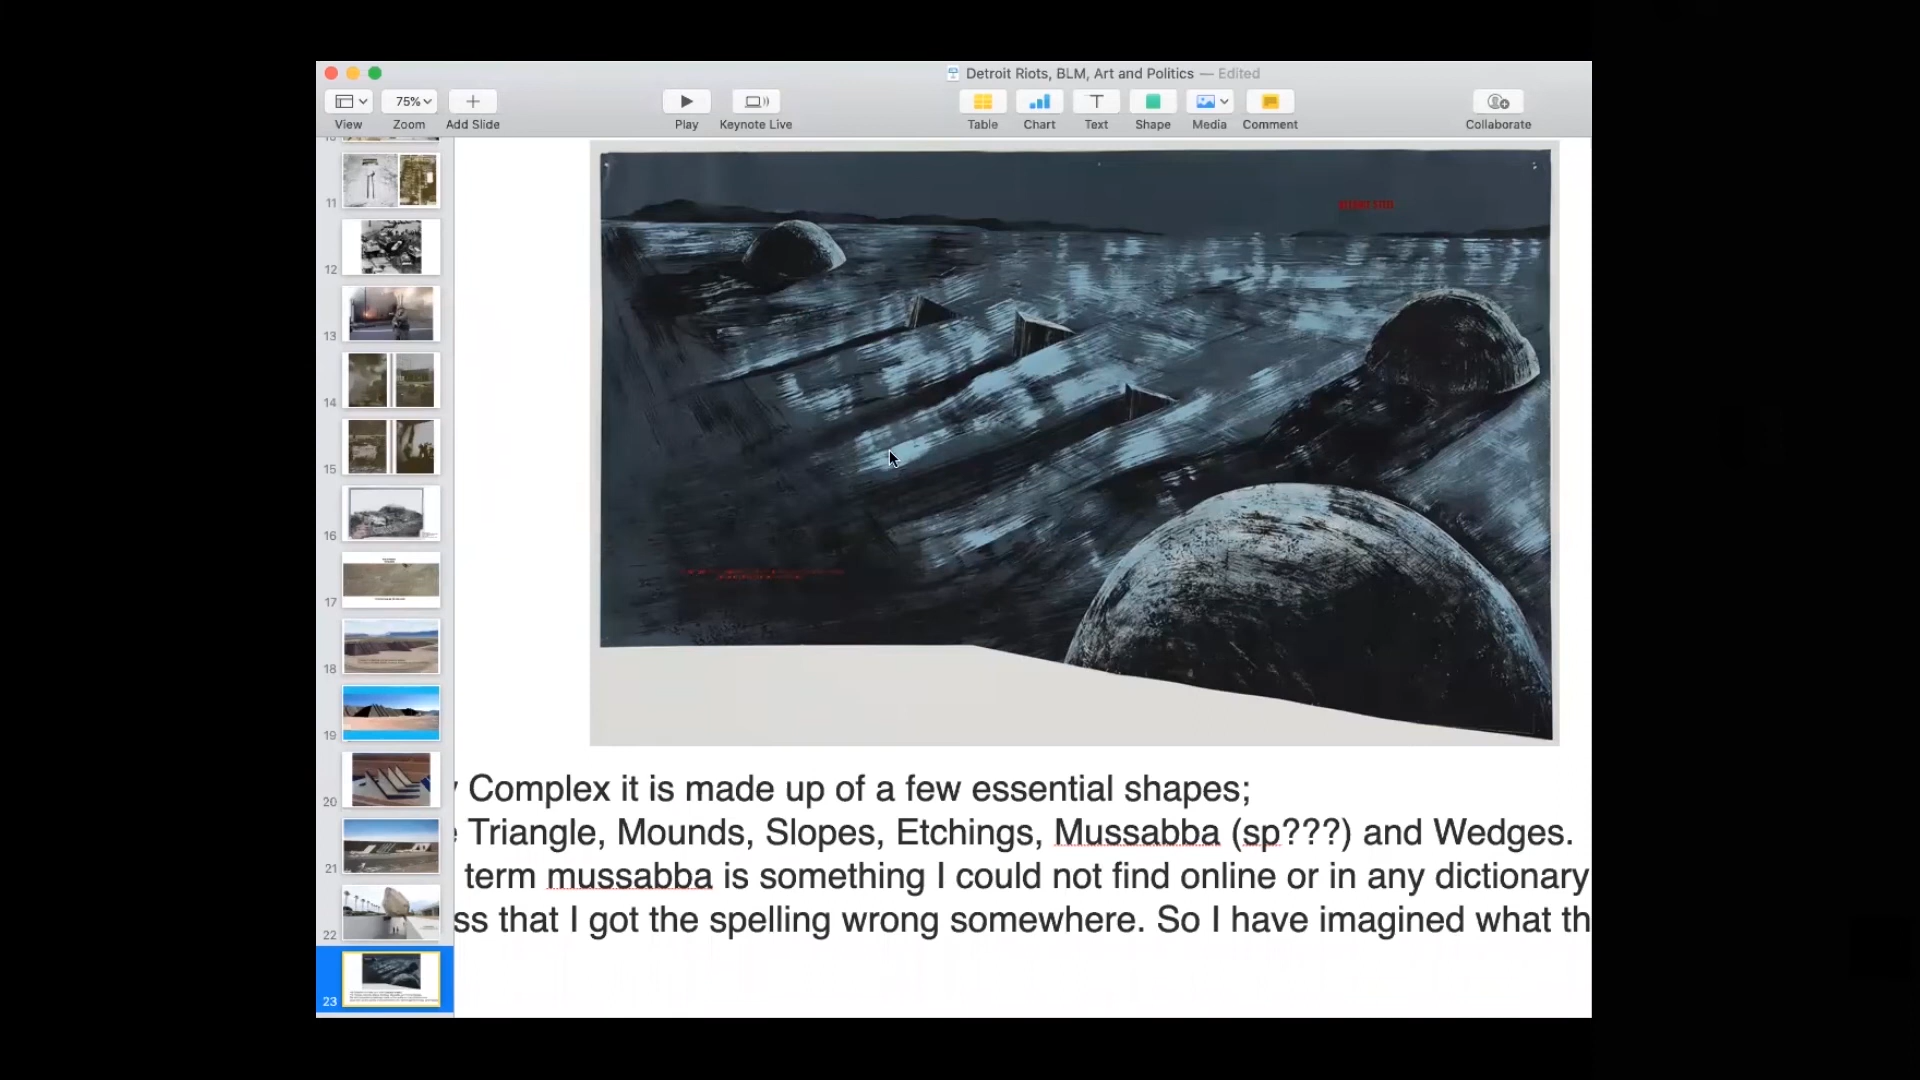 Detroit Riots, BLM, Art and Politics — Edited
75%
View
Zoom
Add Slide
Play
Keynote Live
Table
Chart
Text
Shape
Media
Comment
Collaborate
11
12
13
14
15
16
17
18
19
20
21
22
23
Complex it is made up of a few essential shapes;
Triangle, Mounds, Slopes, Etchings, Mussabba (sp???) and Wedges.
term mussabba is something I could not find online or in any dictionary
ss that I got the spelling wrong somewhere. So I have imagined what th